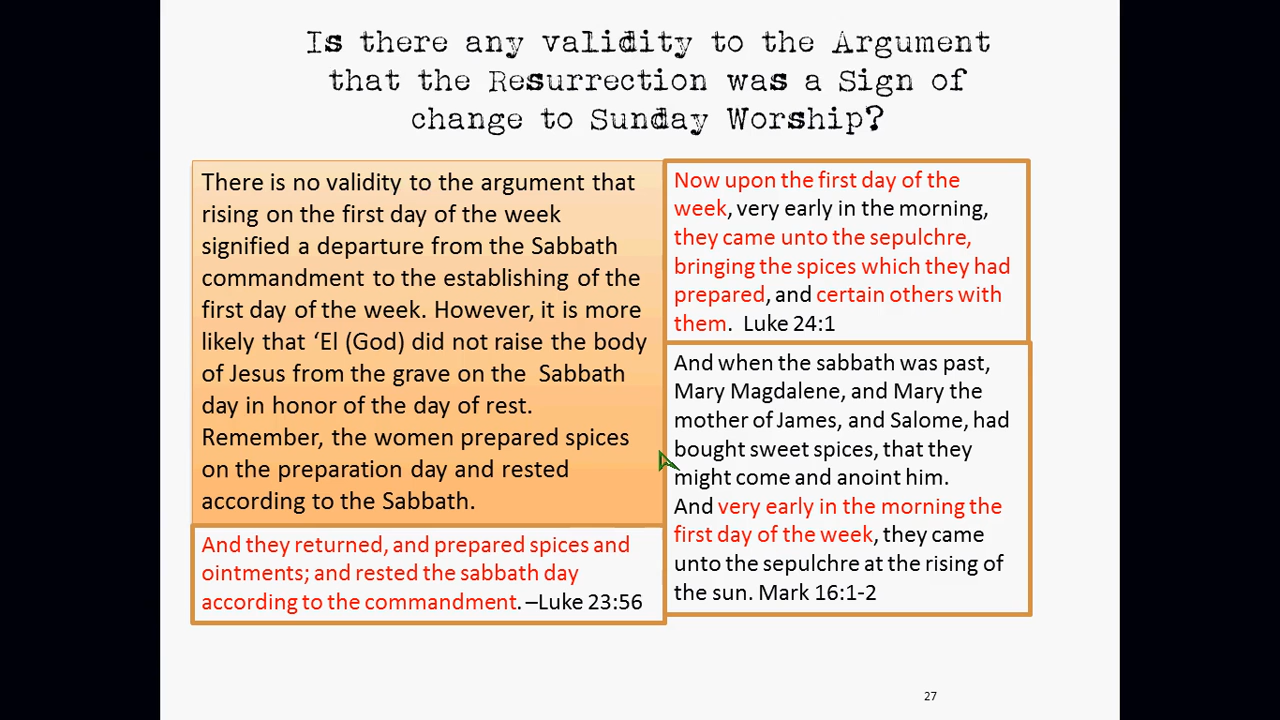 Is there any validity to the Argument
that the Resurrection was a Sign of
change to Sunday Worship?
There is no validity to the argument that
rising on the first day of the week
signified a departure from the Sabbath
commandment to the establishing of the
first day of the week. However, it is more
likely that ‘El (God) did not raise the body
of Jesus from the grave on the Sabbath
day in honor of the day of rest.
Remember, the women prepared spices
on the preparation day and rested
according to the Sabbath.
And they returned, and prepared spices and
ointments; and rested the sabbath day
according to the commandment. –Luke 23:56
Now upon the first day of the
week, very early in the morning,
they came unto the sepulchre,
bringing the spices which they had
prepared, and certain others with
them. Luke 24:1
And when the sabbath was past,
Mary Magdalene, and Mary the
mother of James, and Salome, had
bought sweet spices, that they
might come and anoint him.
And very early in the morning the
first day of the week, they came
unto the sepulchre at the rising of
the sun. Mark 16:1-2
27